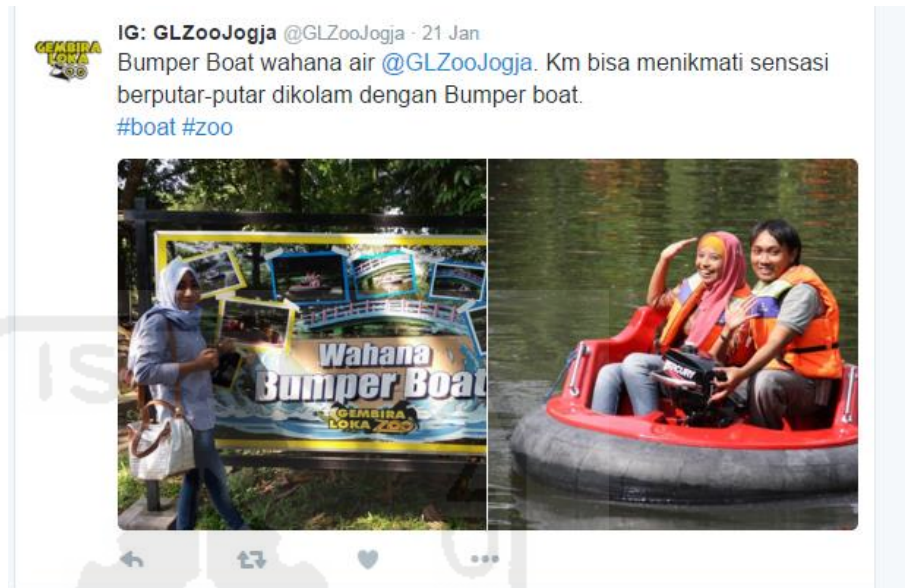 IG: GLZooJogja @GLZooJogja · 21 Jan
GEMBIRA
LOKA
ZOO
Bumper Boat wahana air @GLZooJogja. Km bisa menikmati sensasi
berputar-putar dikolam dengan Bumper boat.
#boat #zoo
Wahana
Bumper Boat
GEMBIRA
LOKA ZOO
MERCURY
IS